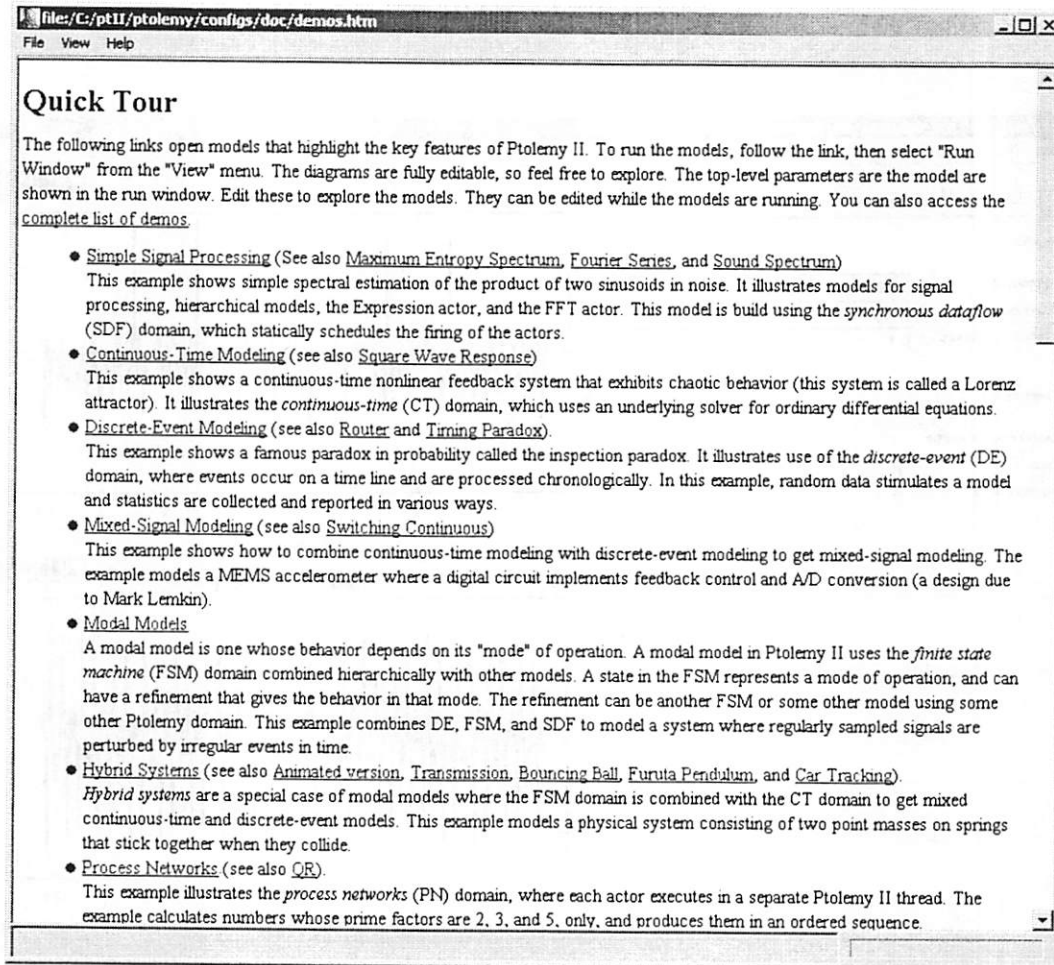 file:/C:/ptII/ptolemy/configs/doc/demos.htm
File View Help
Quick Tour
The following links open models that highlight the key features of Ptolemy II. To run the models, follow the link, then select "Run
Window" from the "View" menu. The diagrams are fully editable, so feel free to explore. The top-level parameters are the model are
shown in the run window. Edit these to explore the models. They can be edited while the models are running. You can also access the
complete list of demos.
● Simple Signal Processing (See also Maximum Entropy Spectrum, Fourier Series, and Sound Spectrum)
This example shows simple spectral estimation of the product of two sinusoids in noise. It illustrates models for signal
processing, hierarchical models, the Expression actor, and the FFT actor. This model is build using the synchronous dataflow
(SDF) domain, which statically schedules the firing of the actors.
● Continuous-Time Modeling (see also Square Wave Response)
This example shows a continuous-time nonlinear feedback system that exhibits chaotic behavior (this system is called a Lorenz
attractor). It illustrates the continuous-time (CT) domain, which uses an underlying solver for ordinary differential equations.
● Discrete-Event Modeling (see also Router and Timing Paradox).
This example shows a famous paradox in probability called the inspection paradox. It illustrates use of the discrete-event (DE)
domain, where events occur on a time line and are processed chronologically. In this example, random data stimulates a model
and statistics are collected and reported in various ways.
● Mixed-Signal Modeling (see also Switching Continuous)
This example shows how to combine continuous-time modeling with discrete-event modeling to get mixed-signal modeling. The
example models a MEMS accelerometer where a digital circuit implements feedback control and A/D conversion (a design due
to Mark Lemkin).
● Modal Models
A modal model is one whose behavior depends on its "mode" of operation. A modal model in Ptolemy II uses the finite state
machine (FSM) domain combined hierarchically with other models. A state in the FSM represents a mode of operation, and can
have a refinement that gives the behavior in that mode. The refinement can be another FSM or some other model using some
other Ptolemy domain. This example combines DE, FSM, and SDF to model a system where regularly sampled signals are
perturbed by irregular events in time.
● Hybrid Systems (see also Animated version, Transmission, Bouncing Ball, Furuta Pendulum, and Car Tracking).
Hybrid systems are a special case of modal models where the FSM domain is combined with the CT domain to get mixed
continuous-time and discrete-event models. This example models a physical system consisting of two point masses on springs
that stick together when they collide.
● Process Networks (see also QR).
This example illustrates the process networks (PN) domain, where each actor executes in a separate Ptolemy II thread. The
example calculates numbers whose prime factors are 2, 3, and 5, only, and produces them in an ordered sequence.